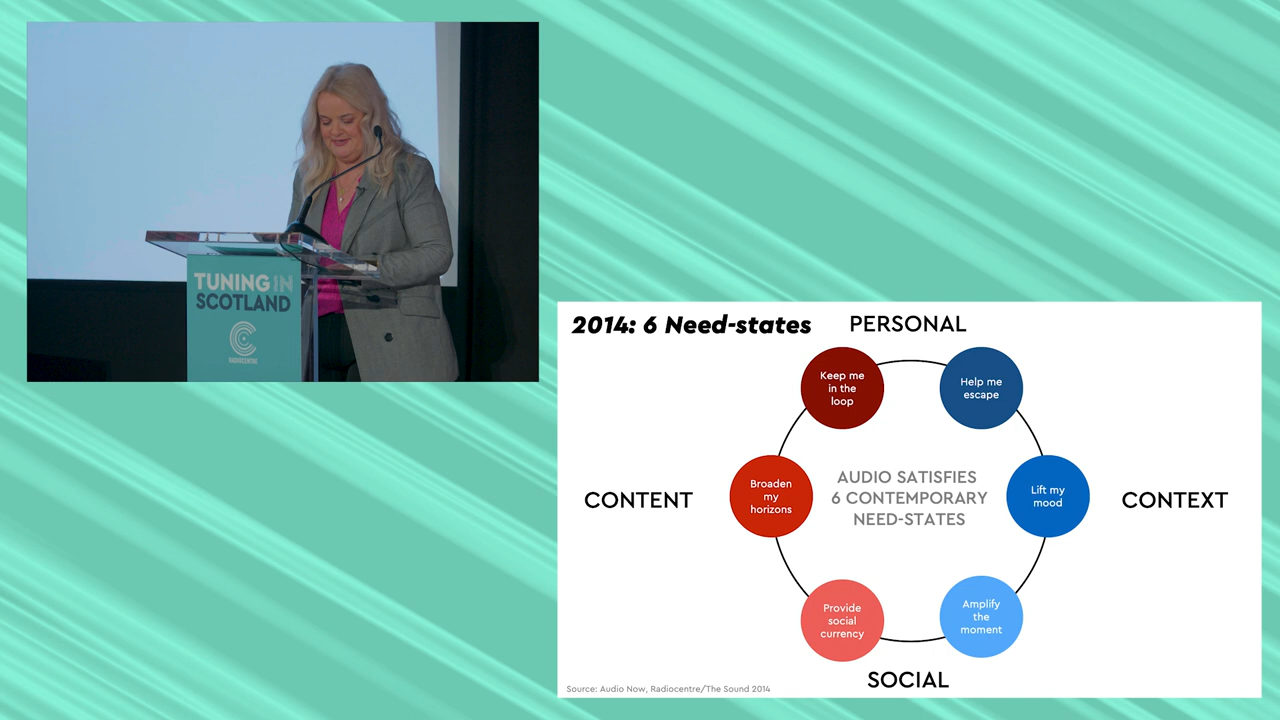 TUNING IN
SCOTLAND
RADIOCENTRE
2014: 6 Need-states
PERSONAL
Keep me
in the
loop
Help me
escape
Broaden
my
horizons
AUDIO SATISFIES
6 CONTEMPORARY
NEED-STATES
Lift my
mood
CONTENT
CONTEXT
Provide
social
currency
Amplify
the
moment
SOCIAL
Source: Audio Now, Radiocentre/The Sound 2014